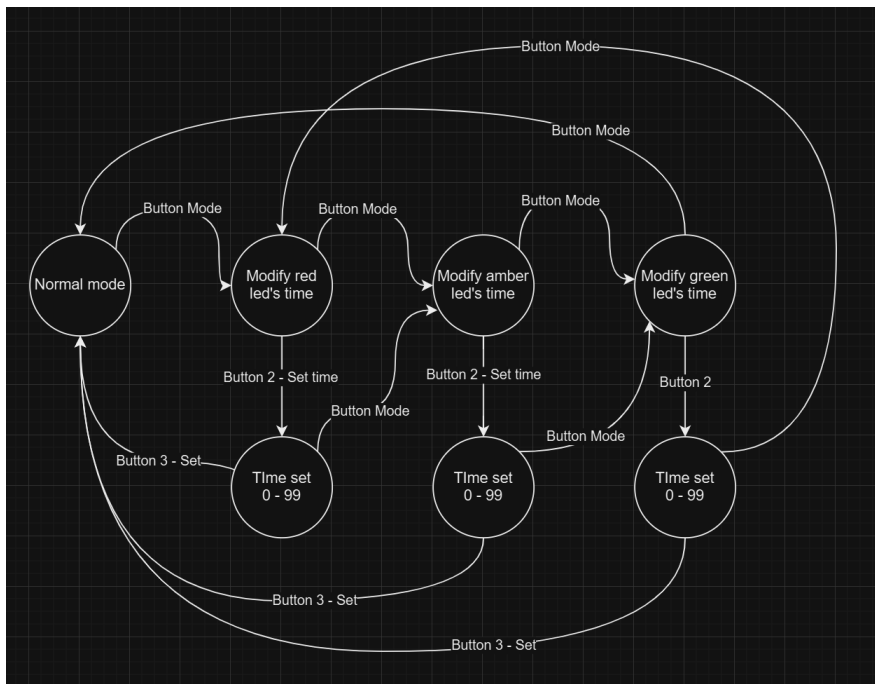 Button Mode
Button Mode
Button Mode
Button Mode
Button Mode
Normal mode
Modify red
led's time
Modify amber
led's time
Modify green
led's time
Button 2 - Set time
Button 2 - Set time
Button 2
Button Mode
Button Mode
Button 3 - Set
TIme set
0 - 99
TIme set
0 - 99
TIme set
0 - 99
Button 3 - Set
Button 3 - Set